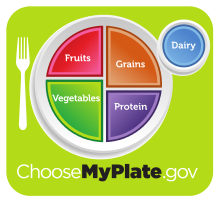 Dairy
Fruits
Grains
Vegetables
Protein
ChooseMyPlate.gov